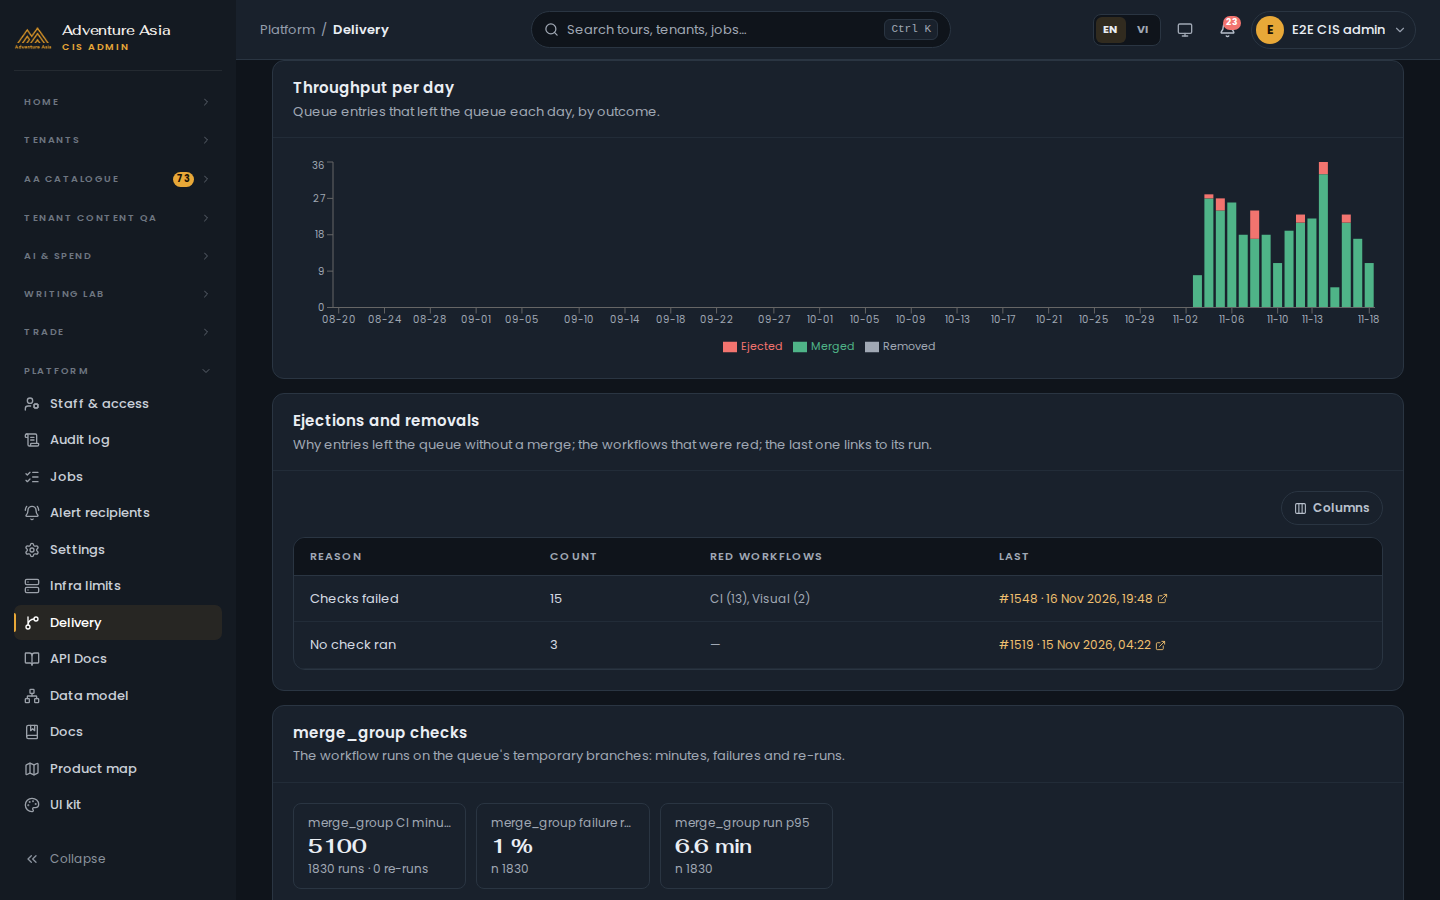 Adventure Asia
Adventure Asia
CIS ADMIN
Platform / Delivery
Search tours, tenants, jobs...
Ctrl K
EN
VI
23
E
E2E CIS admin
HOME
TENANTS
AA CATALOGUE
73
TENANT CONTENT QA
AI & SPEND
WRITING LAB
TRADE
PLATFORM
Staff & access
Audit log
Jobs
Alert recipients
Settings
Infra limits
Delivery
API Docs
Data model
Docs
Product map
UI kit
Collapse
Throughput per day
Queue entries that left the queue each day, by outcome.
36
27
18
9
0
08-20 08-24 08-28 09-01 09-05 09-10 09-14 09-18 09-22 09-27 10-01 10-05 10-09 10-13 10-17 10-21 10-25 10-29 11-02 11-06 11-10 11-13 11-18
Ejected Merged Removed
Ejections and removals
Why entries left the queue without a merge; the workflows that were red; the last one links to its run.
Columns
REASON COUNT RED WORKFLOWS LAST
Checks failed 15 CI (13), Visual (2) #1548 · 16 Nov 2026, 19:48
No check ran 3 — #1519 · 15 Nov 2026, 04:22
merge_group checks
The workflow runs on the queue's temporary branches: minutes, failures and re-runs.
merge_group CI minu...
5100
1830 runs · 0 re-runs
merge_group failure r...
1 %
n 1830
merge_group run p95
6.6 min
n 1830